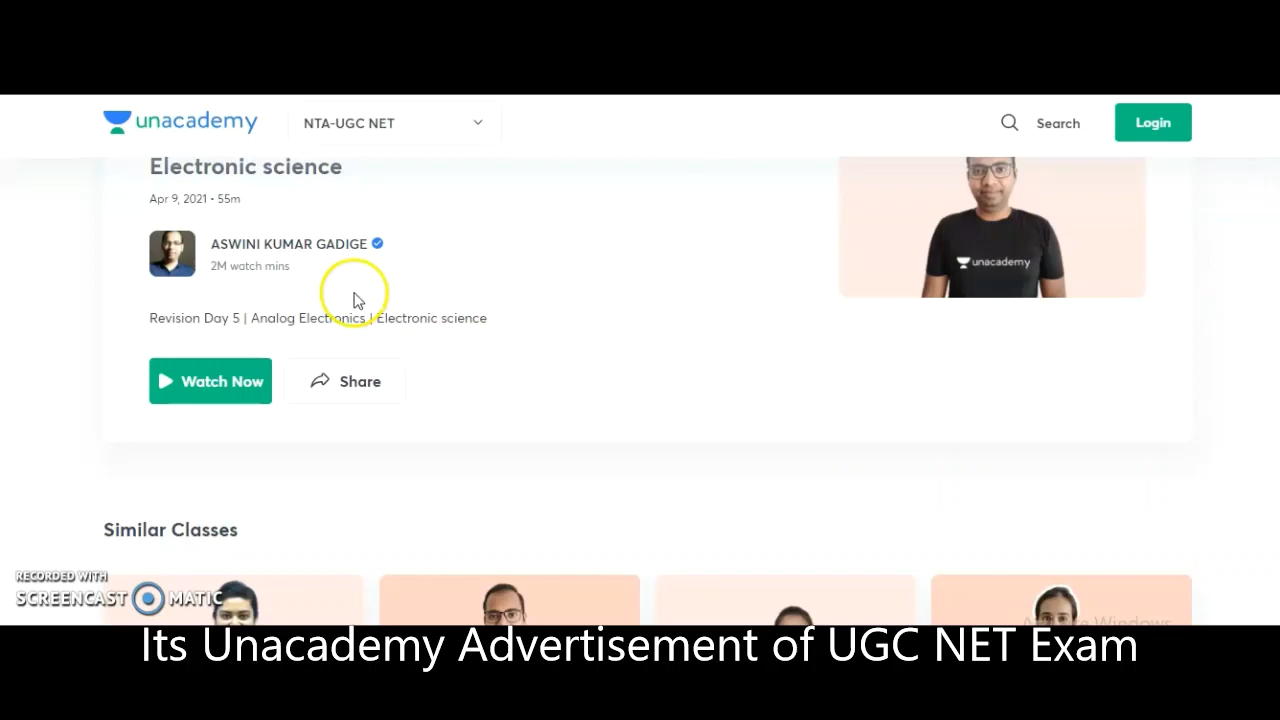 unacademy
NTA-UGC NET
Search
Login
Electronic science
Apr 9, 2021 • 55m
ASWINI KUMAR GADIGE
2M watch mins
unacademy
Revision Day 5 | Analog Electronics | Electronic science
Watch Now
Share
Similar Classes
RECORDED WITH
SCREENCAST MATIC
Windows
Its Unacademy Advertisement of UGC NET Exam